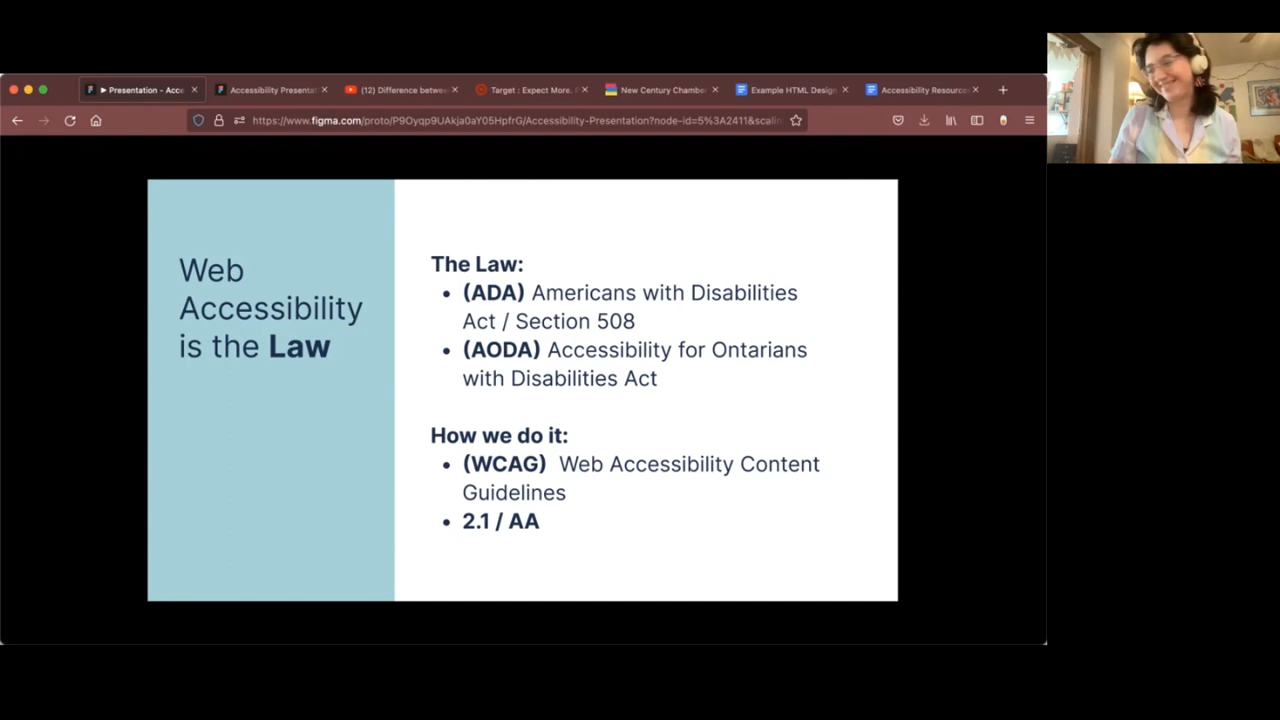 ▶ Presentation - Acce
Accessibility Presentat
(12) Difference betwee
Target : Expect More. P
New Century Chambe
Example HTML Design
Accessibility Resource
https://www.figma.com/proto/P9Oyqp9UAkja0aY05HpfrG/Accessibility-Presentation?node-id=5%3A2411&scalin
Web
Accessibility
is the Law
The Law:
• (ADA) Americans with Disabilities
Act / Section 508
• (AODA) Accessibility for Ontarians
with Disabilities Act
How we do it:
• (WCAG) Web Accessibility Content
Guidelines
• 2.1 / AA